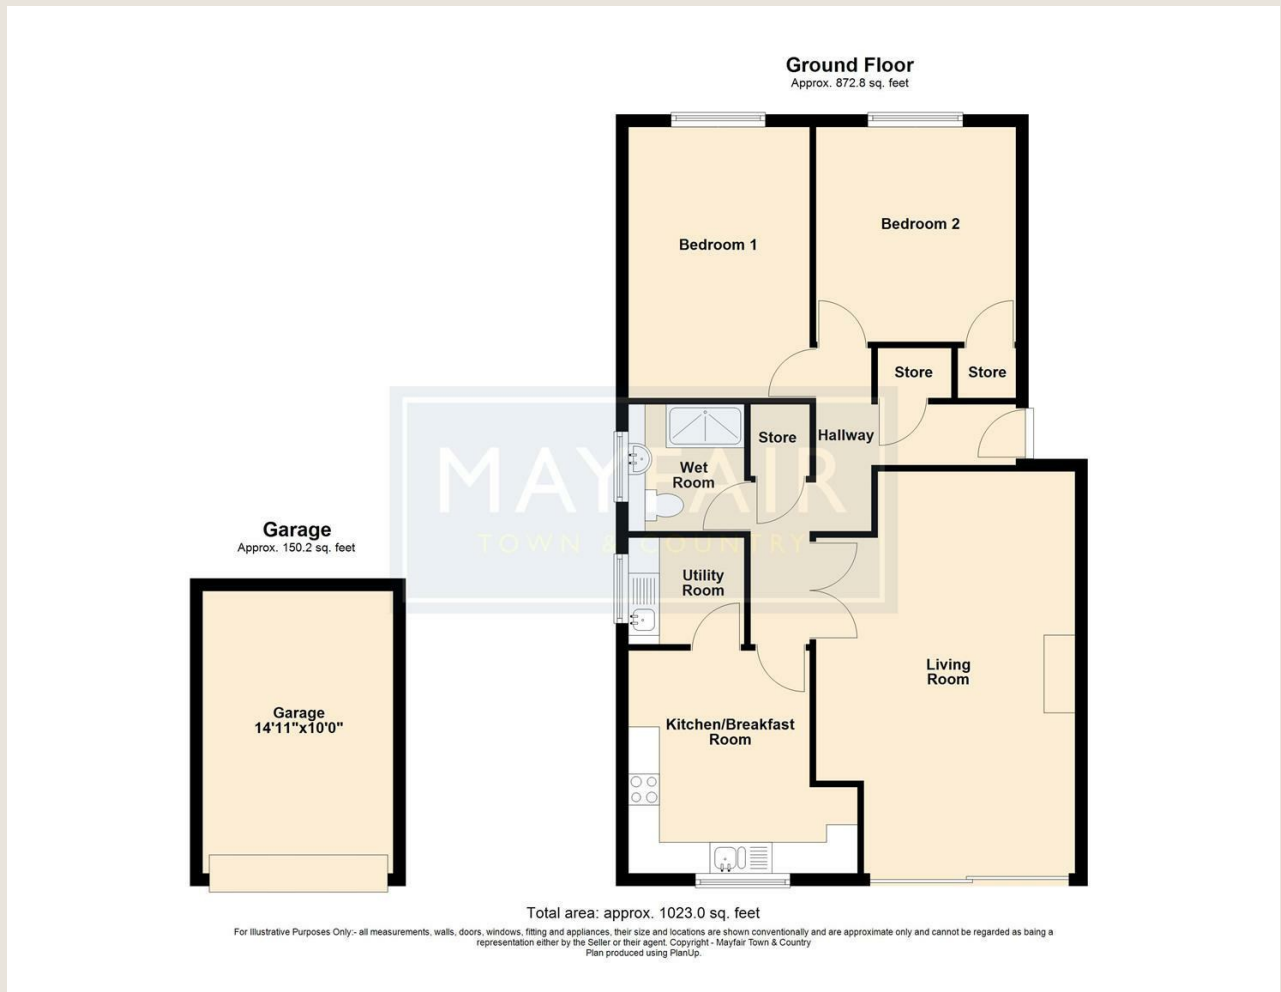 Ground Floor
Approx. 872.8 sq. feet
Bedroom 1
Bedroom 2
Store
Store
Store
Hallway
Wet
Room
MAYFAIR
TOWN & COUNTRY
Utility
Room
Living
Room
Kitchen/Breakfast
Room
Garage
Approx. 150.2 sq. feet
Garage
14'11"x10'0"
Total area: approx. 1023.0 sq. feet
For Illustrative Purposes Only:- all measurements, walls, doors, windows, fitting and appliances, their size and locations are shown conventionally and are approximate only and cannot be regarded as being a
representation either by the Seller or their agent. Copyright - Mayfair Town & Country
Plan produced using PlanUp.